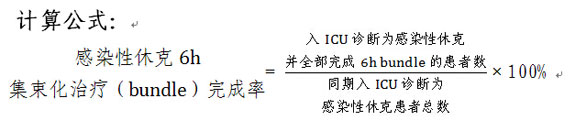 计算公式:
感染性休克 6h
集束化治疗（bundle）完成率
=
入 ICU 诊断为感染性休克
并全部完成 6h bundle 的患者数
同期入 ICU 诊断为
感染性休克患者总数
× 100%